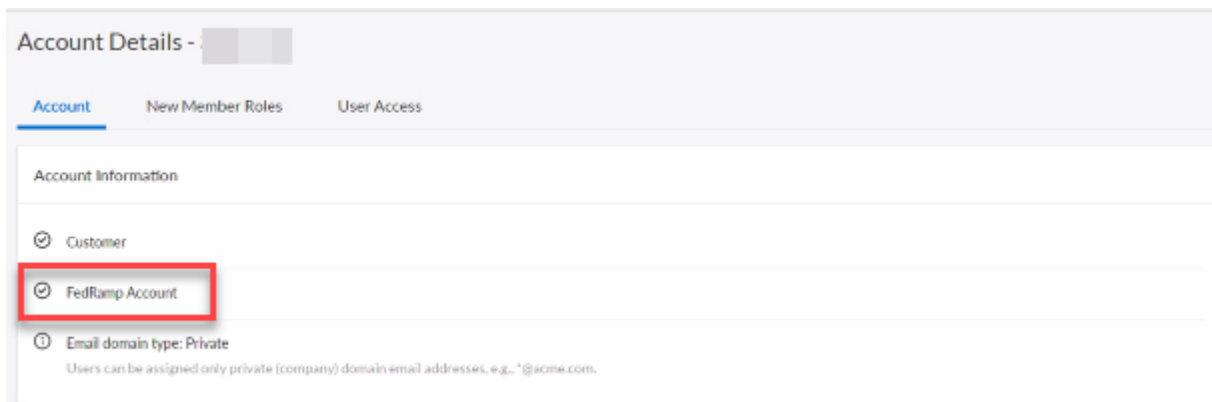 Account Details -
Account New Member Roles User Access
Account Information
Customer
FedRamp Account
Email domain type: Private
Users can be assigned only private (company) domain email addresses, e.g., *@acme.com.